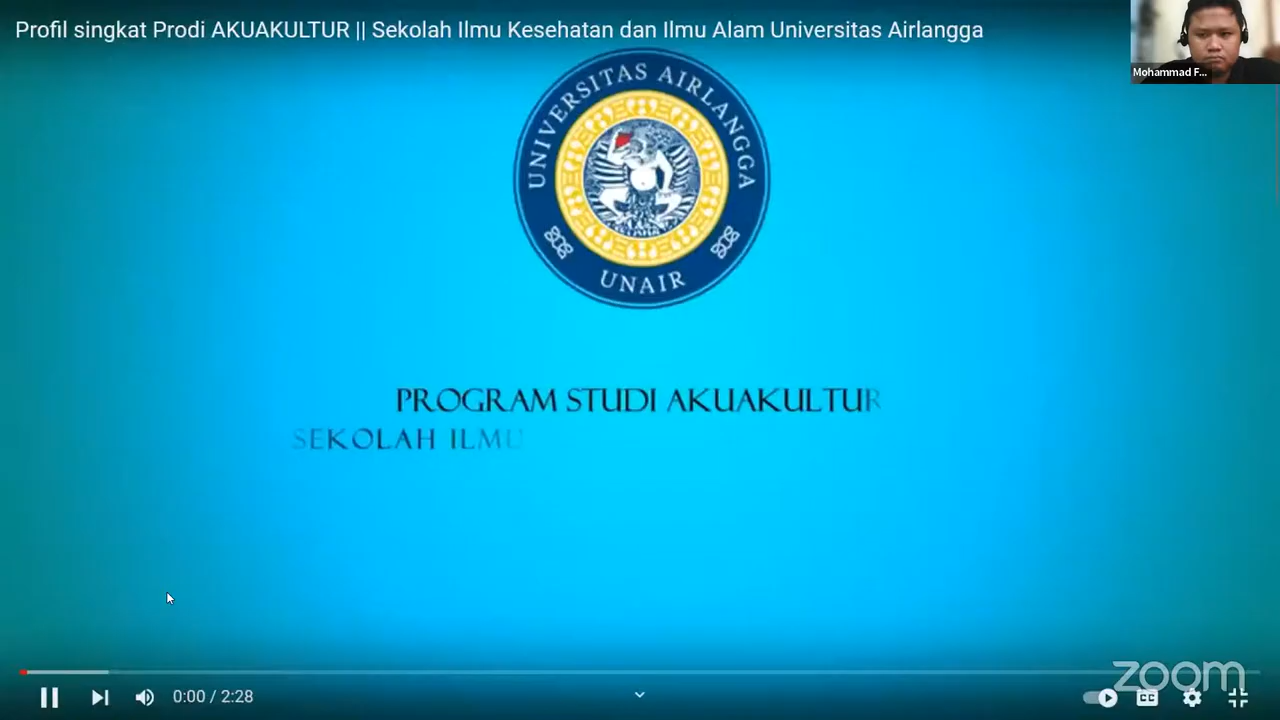 Profil singkat Prodi AKUAKULTUR || Sekolah Ilmu Kesehatan dan Ilmu Alam Universitas Airlangga
Mohammad F...
UNIVERSITAS AIRLANGGA
UNAIR
PROGRAM STUDI AKUAKULTUR
SEKOLAH ILMU
zoom
0:00 / 2:28
CC